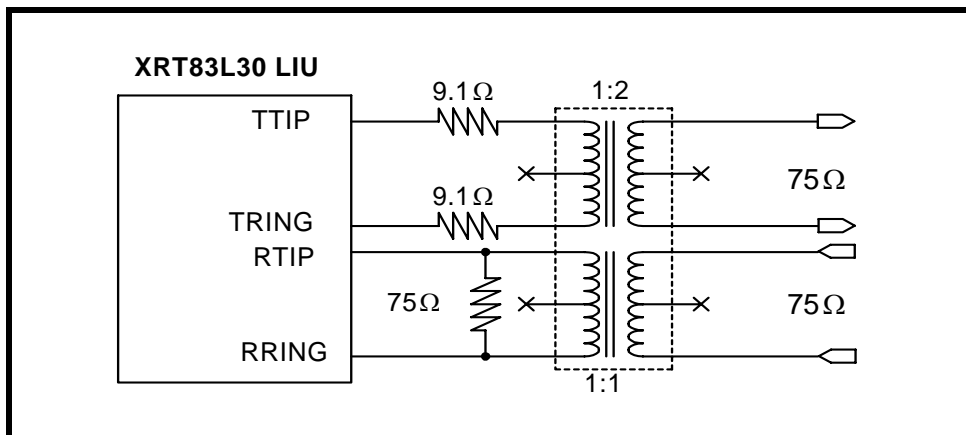 XRT83L30 LIU
9.1Ω
1:2
TTIP
75Ω
9.1Ω
TRING
RTIP
75Ω
75Ω
RRING
1:1